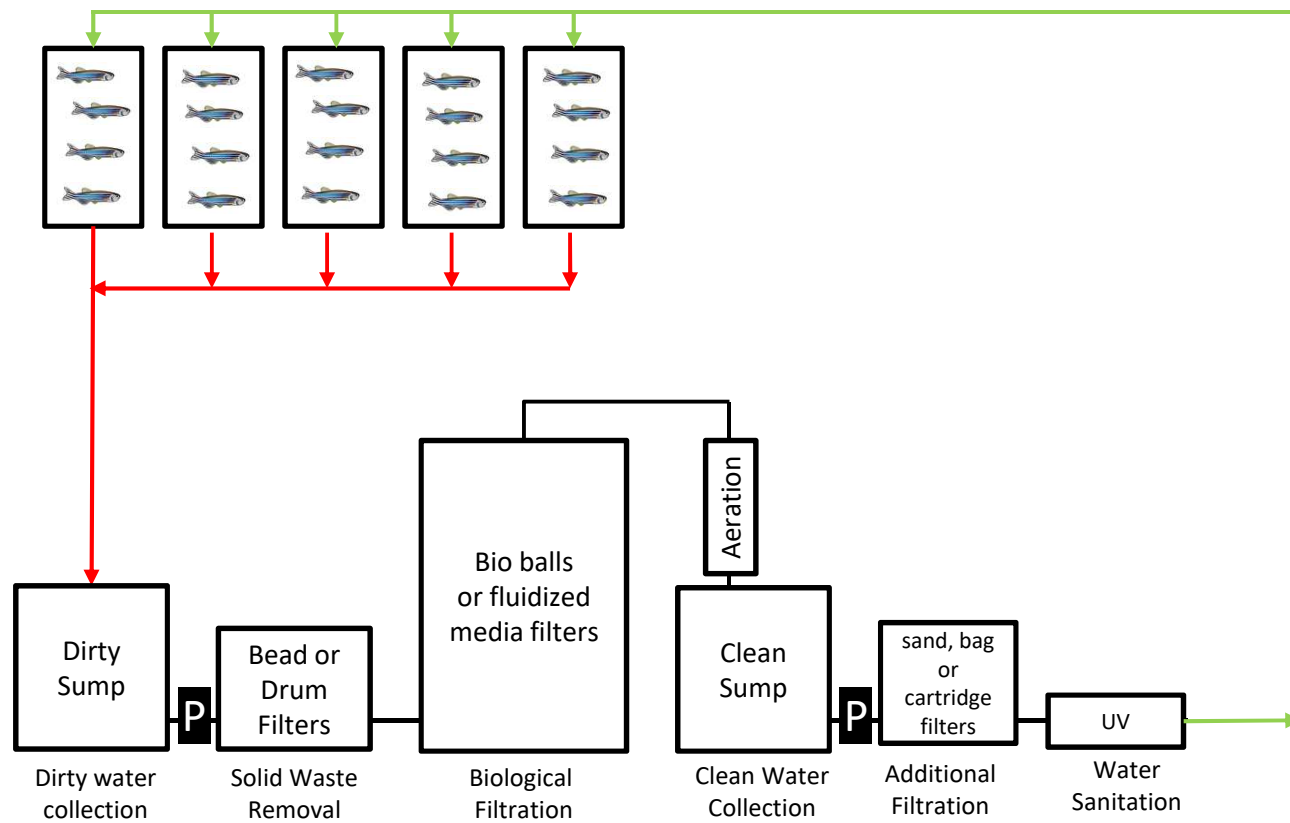 Dirty
Sump
P
Bead or
Drum
Filters
Bio balls
or fluidized
media filters
Aeration
Clean
Sump
P
sand, bag
or
cartridge
filters
UV
Dirty water
collection
Solid Waste
Removal
Biological
Filtration
Clean Water
Collection
Additional
Filtration
Water
Sanitation